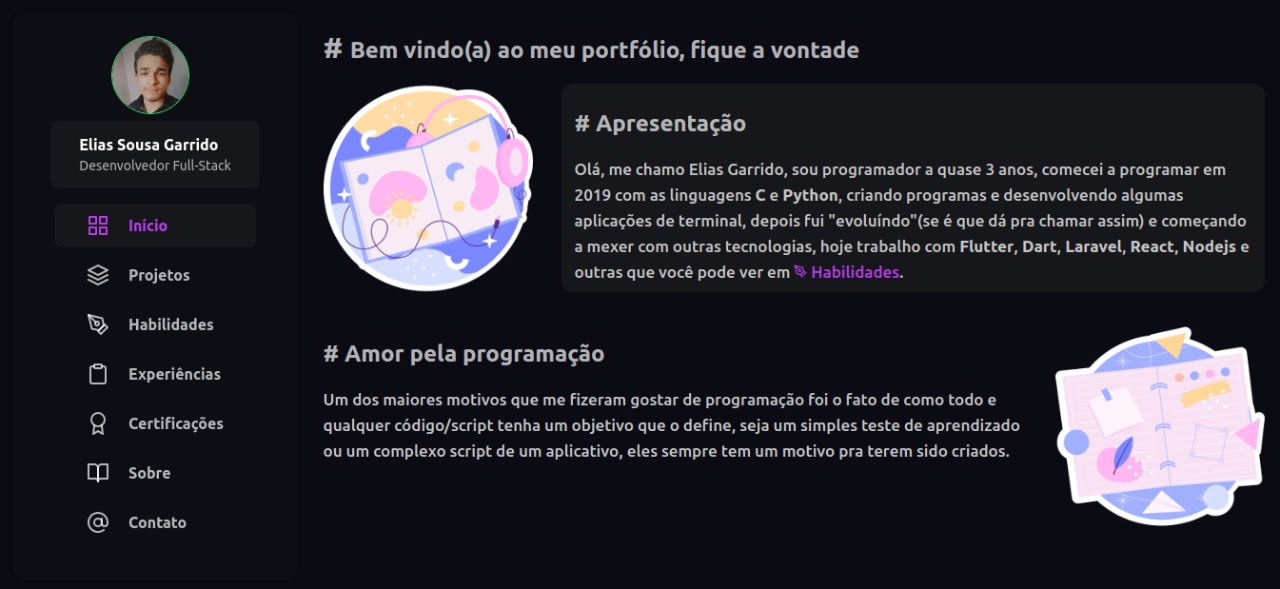 Elias Sousa Garrido
Desenvolvedor Full-Stack
Início
Projetos
Habilidades
Experiências
Certificações
Sobre
Contato
# Bem vindo(a) ao meu portfólio, fique a vontade
# Apresentação
Olá, me chamo Elias Garrido, sou programador a quase 3 anos, comecei a programar em
2019 com as linguagens C e Python, criando programas e desenvolvendo algumas
aplicações de terminal, depois fui "evoluíndo"(se é que dá pra chamar assim) e começando
a mexer com outras tecnologias, hoje trabalho com Flutter, Dart, Laravel, React, Nodejs e
outras que você pode ver em Habilidades.
# Amor pela programação
Um dos maiores motivos que me fizeram gostar de programação foi o fato de como todo e
qualquer código/script tenha um objetivo que o define, seja um simples teste de aprendizado
ou um complexo script de um aplicativo, eles sempre tem um motivo pra terem sido criados.